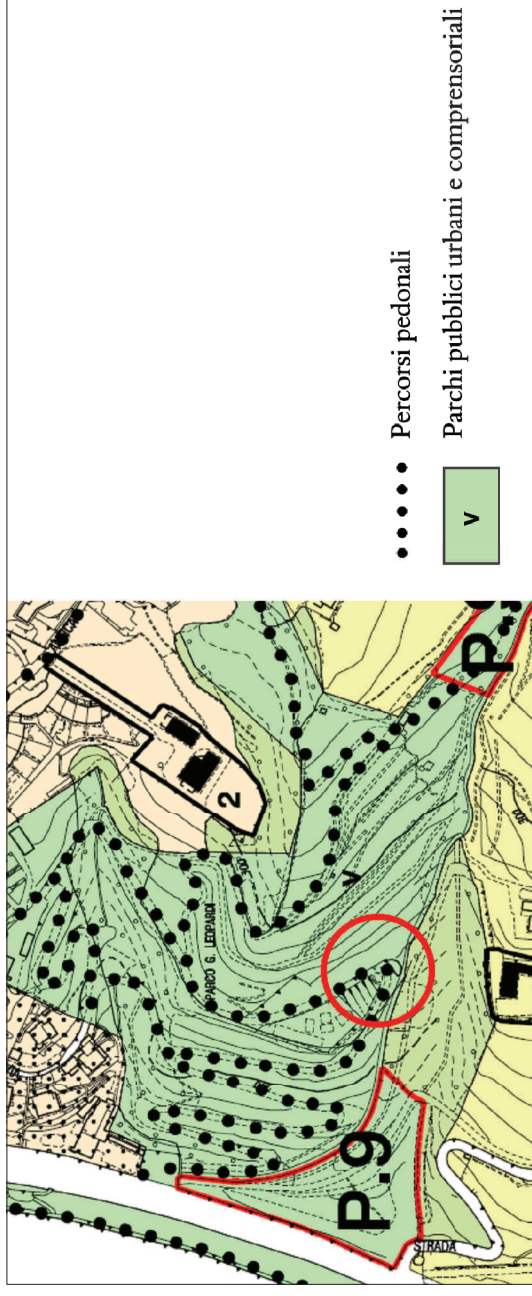 Percorsi pedonali
v
Parchi pubblici urbani e comprensoriali
2
PARCO G. LEOPARDI
v
P.9
STRADA